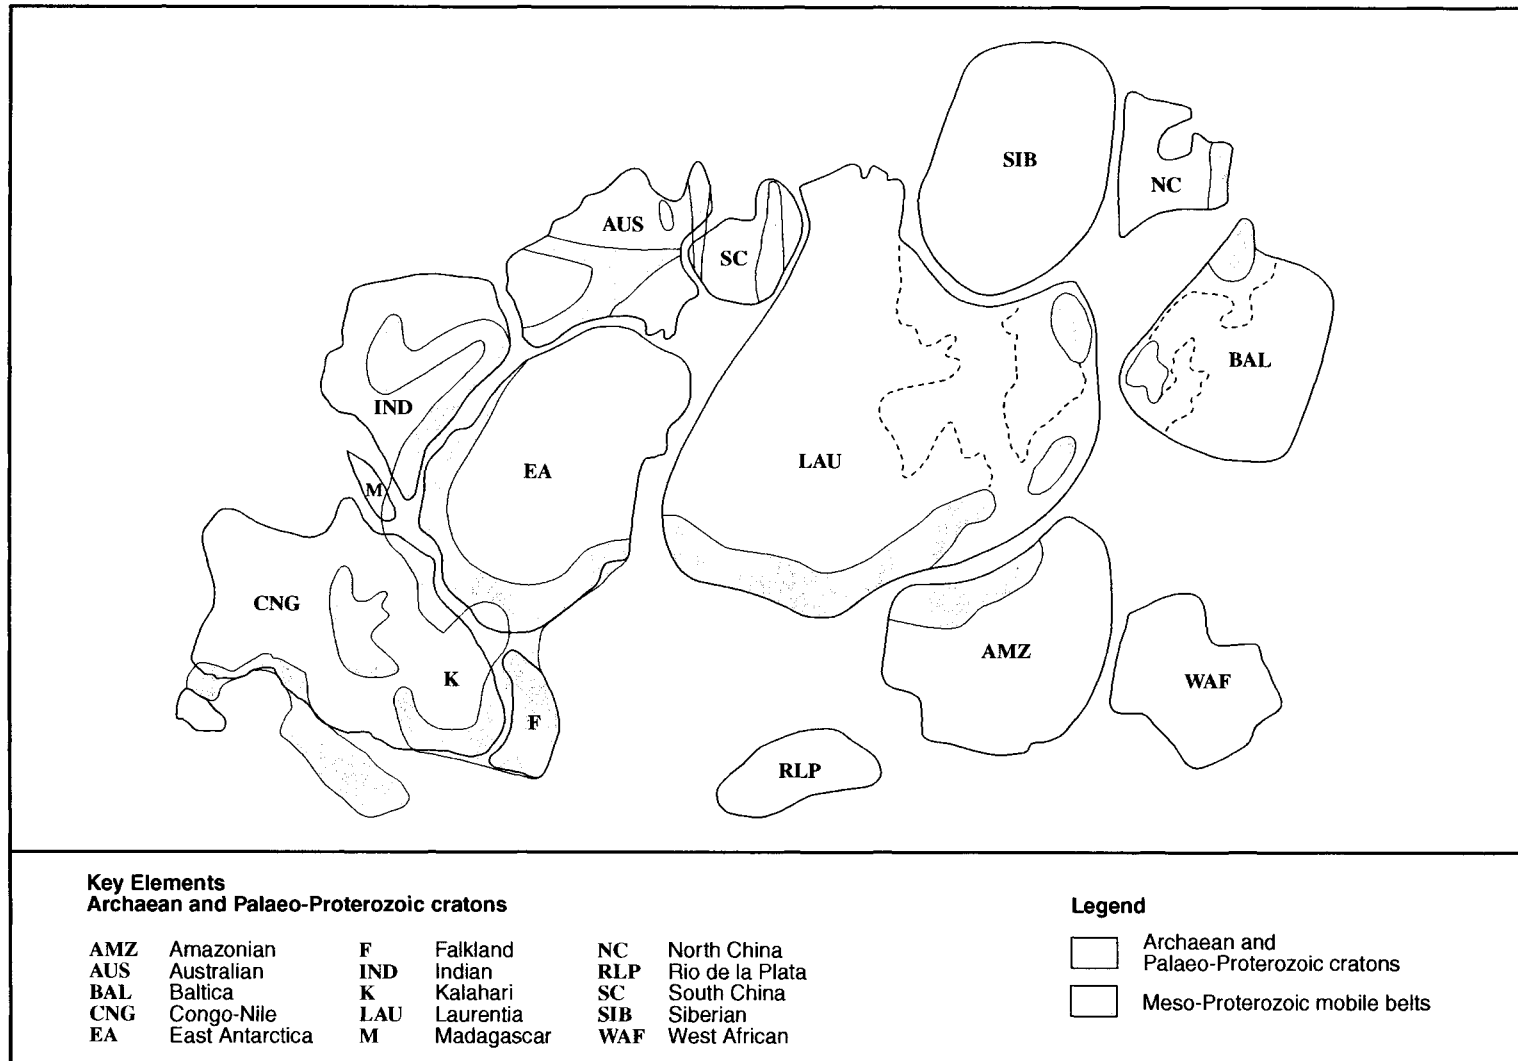 SIB
NC
AUS
SC
BAL
IND
LAU
EA
M
CNG
K
AMZ
WAF
F
RLP
Key Elements
Archaean and Palaeo-Proterozoic cratons
AMZ Amazonian
AUS Australian
BAL Baltica
CNG Congo-Nile
EA East Antarctica
F Falkland
IND Indian
K Kalahari
LAU Laurentia
M Madagascar
NC North China
RLP Rio de la Plata
SC South China
SIB Siberian
WAF West African
Legend
Archaean and
Palaeo-Proterozoic cratons
Meso-Proterozoic mobile belts